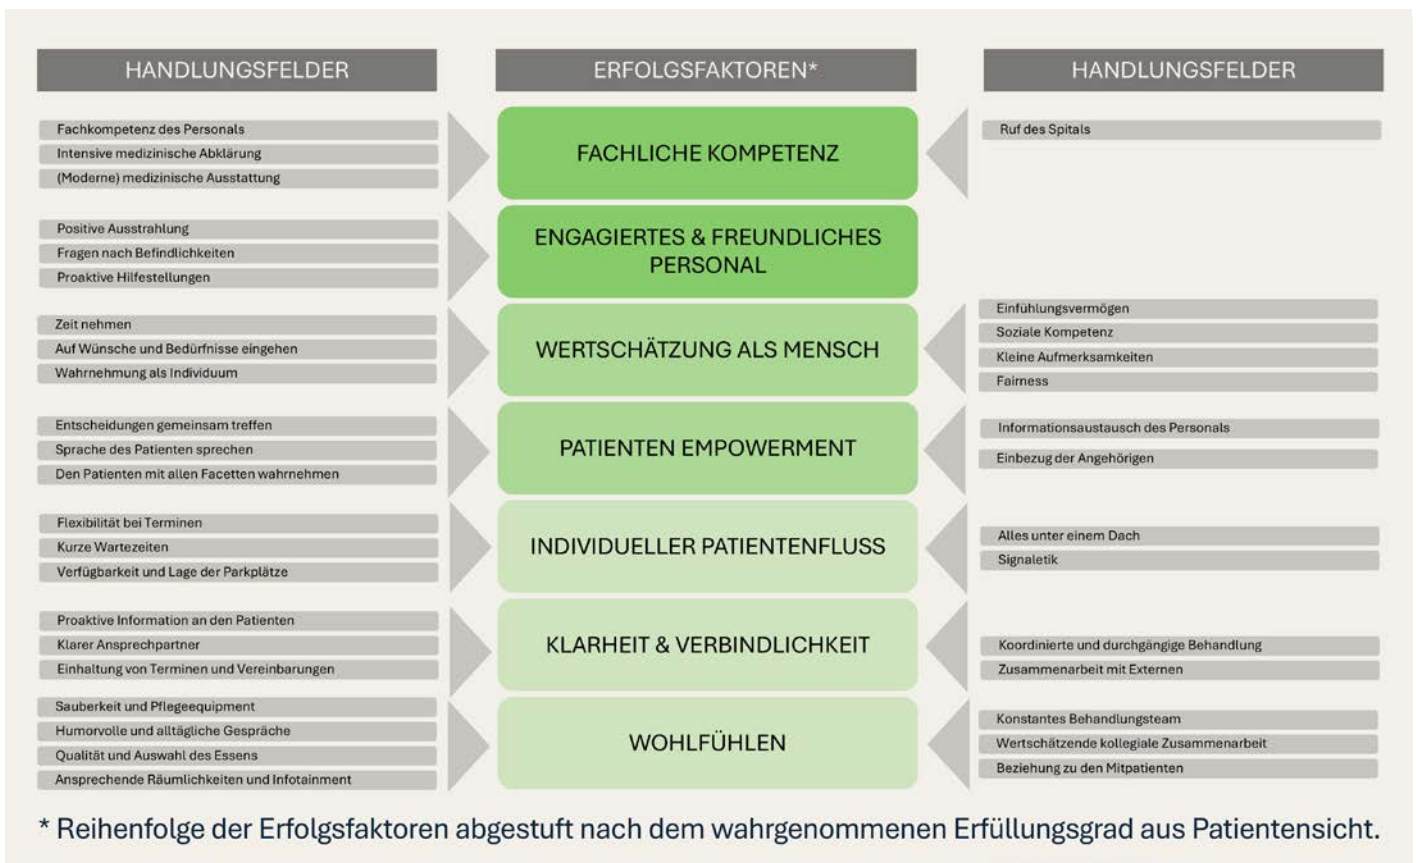 HANDLUNGSFELDER
ERFOLGSFAKTOREN*
HANDLUNGSFELDER
Fachkompetenz des Personals
Intensive medizinische Abklärung
(Moderne) medizinische Ausstattung
FACHLICHE KOMPETENZ
Ruf des Spitals
Positive Ausstrahlung
Fragen nach Befindlichkeiten
Proaktive Hilfestellungen
ENGAGIERTES & FREUNDLICHES
PERSONAL
Zeit nehmen
Auf Wünsche und Bedürfnisse eingehen
Wahrnehmung als Individuum
WERTSCHÄTZUNG ALS MENSCH
Einfühlungsvermögen
Soziale Kompetenz
Kleine Aufmerksamkeiten
Fairness
Entscheidungen gemeinsam treffen
Sprache des Patienten sprechen
Den Patienten mit allen Facetten wahrnehmen
PATIENTEN EMPOWERMENT
Informationsaustausch des Personals
Einbezug der Angehörigen
Flexibilität bei Terminen
Kurze Wartezeiten
Verfügbarkeit und Lage der Parkplätze
INDIVIDUELLER PATIENTENFLUSS
Alles unter einem Dach
Signaletik
Proaktive Information an den Patienten
Klarer Ansprechpartner
Einhaltung von Terminen und Vereinbarungen
KLARHEIT & VERBINDLICHKEIT
Koordinierte und durchgängige Behandlung
Zusammenarbeit mit Externen
Sauberkeit und Pflegeequipment
Humorvolle und alltägliche Gespräche
Qualität und Auswahl des Essens
Ansprechende Räumlichkeiten und Infotainment
WOHLFÜHLEN
Konstantes Behandlungsteam
Wertschätzende kollegiale Zusammenarbeit
Beziehung zu den Mitpatienten
* Reihenfolge der Erfolgsfaktoren abgestuft nach dem wahrgenommenen Erfüllungsgrad aus Patientensicht.